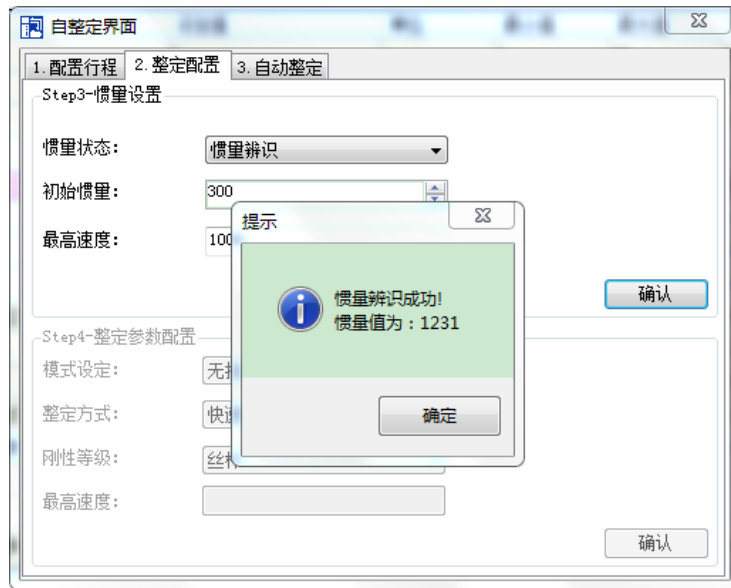 自整定界面
1.配置行程 2.整定配置 3.自动整定
Step3-惯量设置
惯量状态：
惯量辨识
初始惯量：
300
最高速度：
100
确认
提示
惯量辨识成功!
惯量值为：1231
确定
Step4-整定参数配置
模式设定：
整定方式：
快速
刚性等级：
丝杆
最高速度：
确认